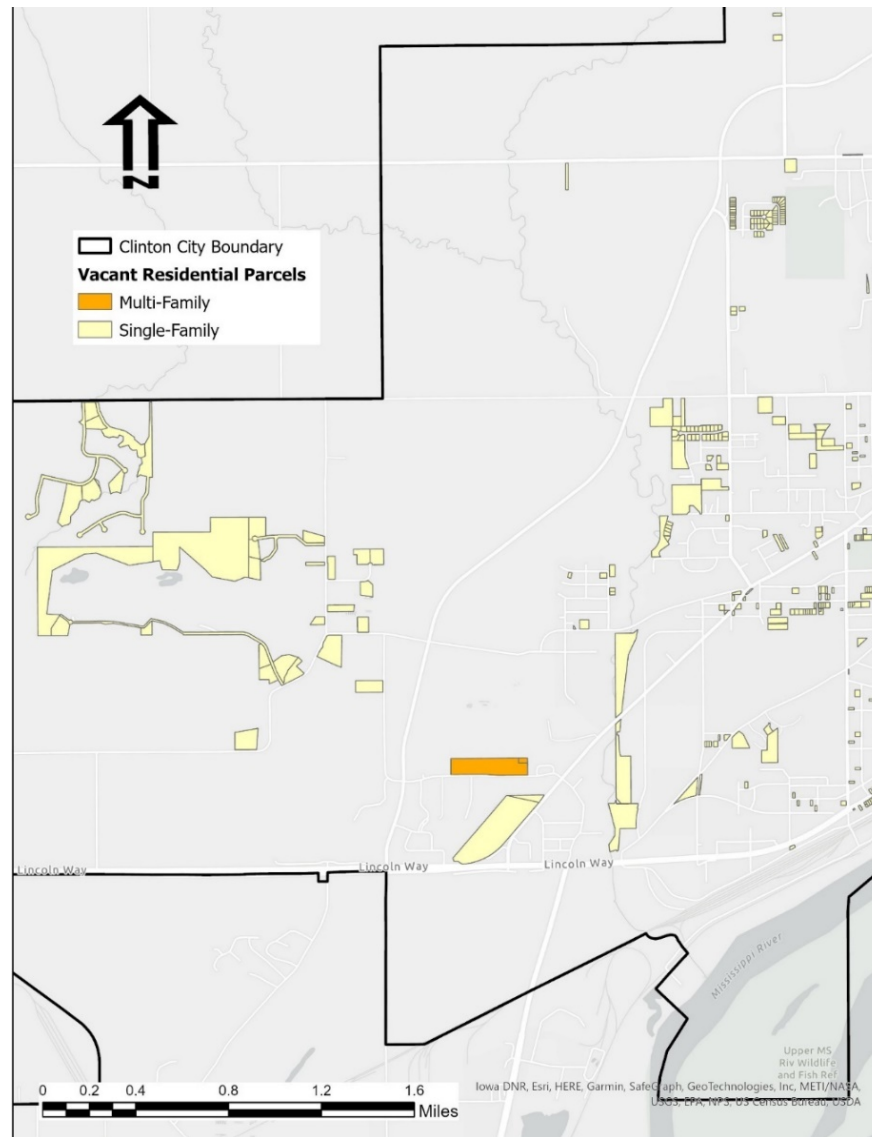 N
Clinton City Boundary
Vacant Residential Parcels
Multi-Family
Single-Family
Lincoln Way
Lincoln Way
Lincoln Way
Mississippi River
Upper MS
Riv Wildlife
and Fish Ref
0 0.2 0.4 0.8 1.2 1.6
Miles
Iowa DNR, Esri, HERE, Garmin, SafeGraph, GeoTechnologies, Inc, METI/NASA,
USGS, EPA, NPS, US Census Bureau, USDA